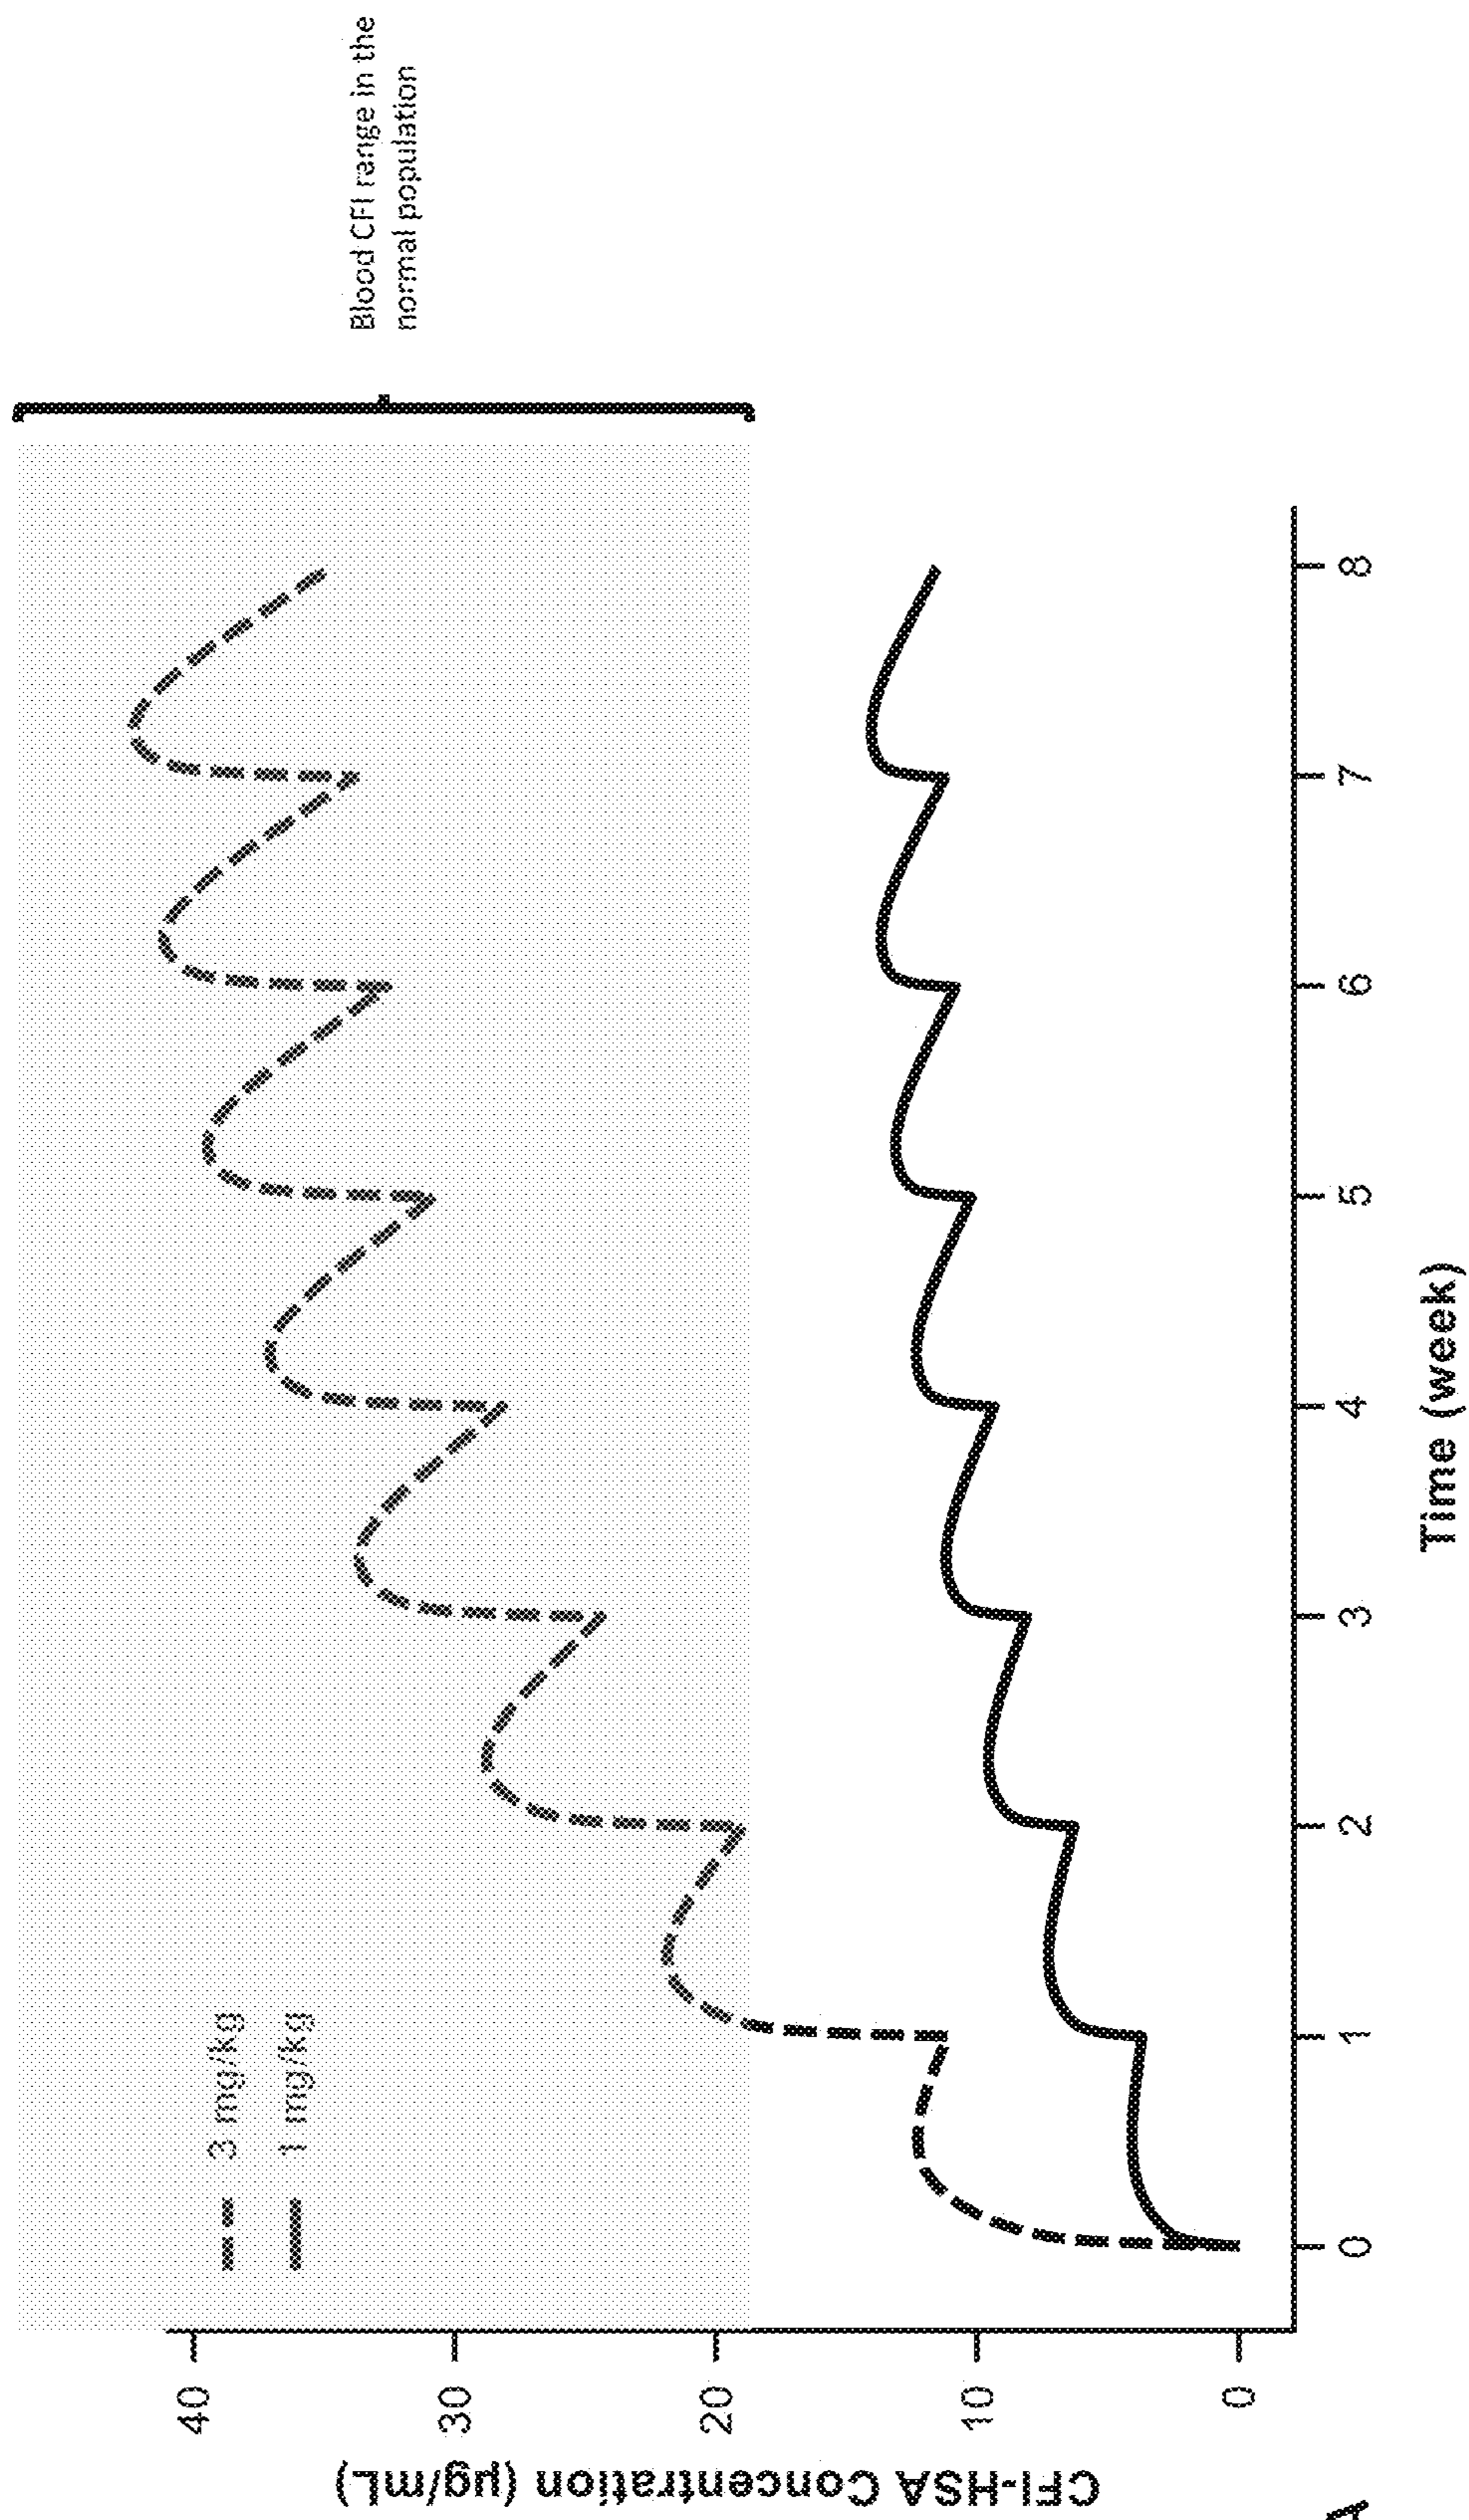 Blood CFI range in the
normal population
3 mg/kg
1 mg/kg
CFI-HSA Concentration (µg/mL)
40
30
20
10
0
0 1 2 3 4 5 6 7 8
Time (week)